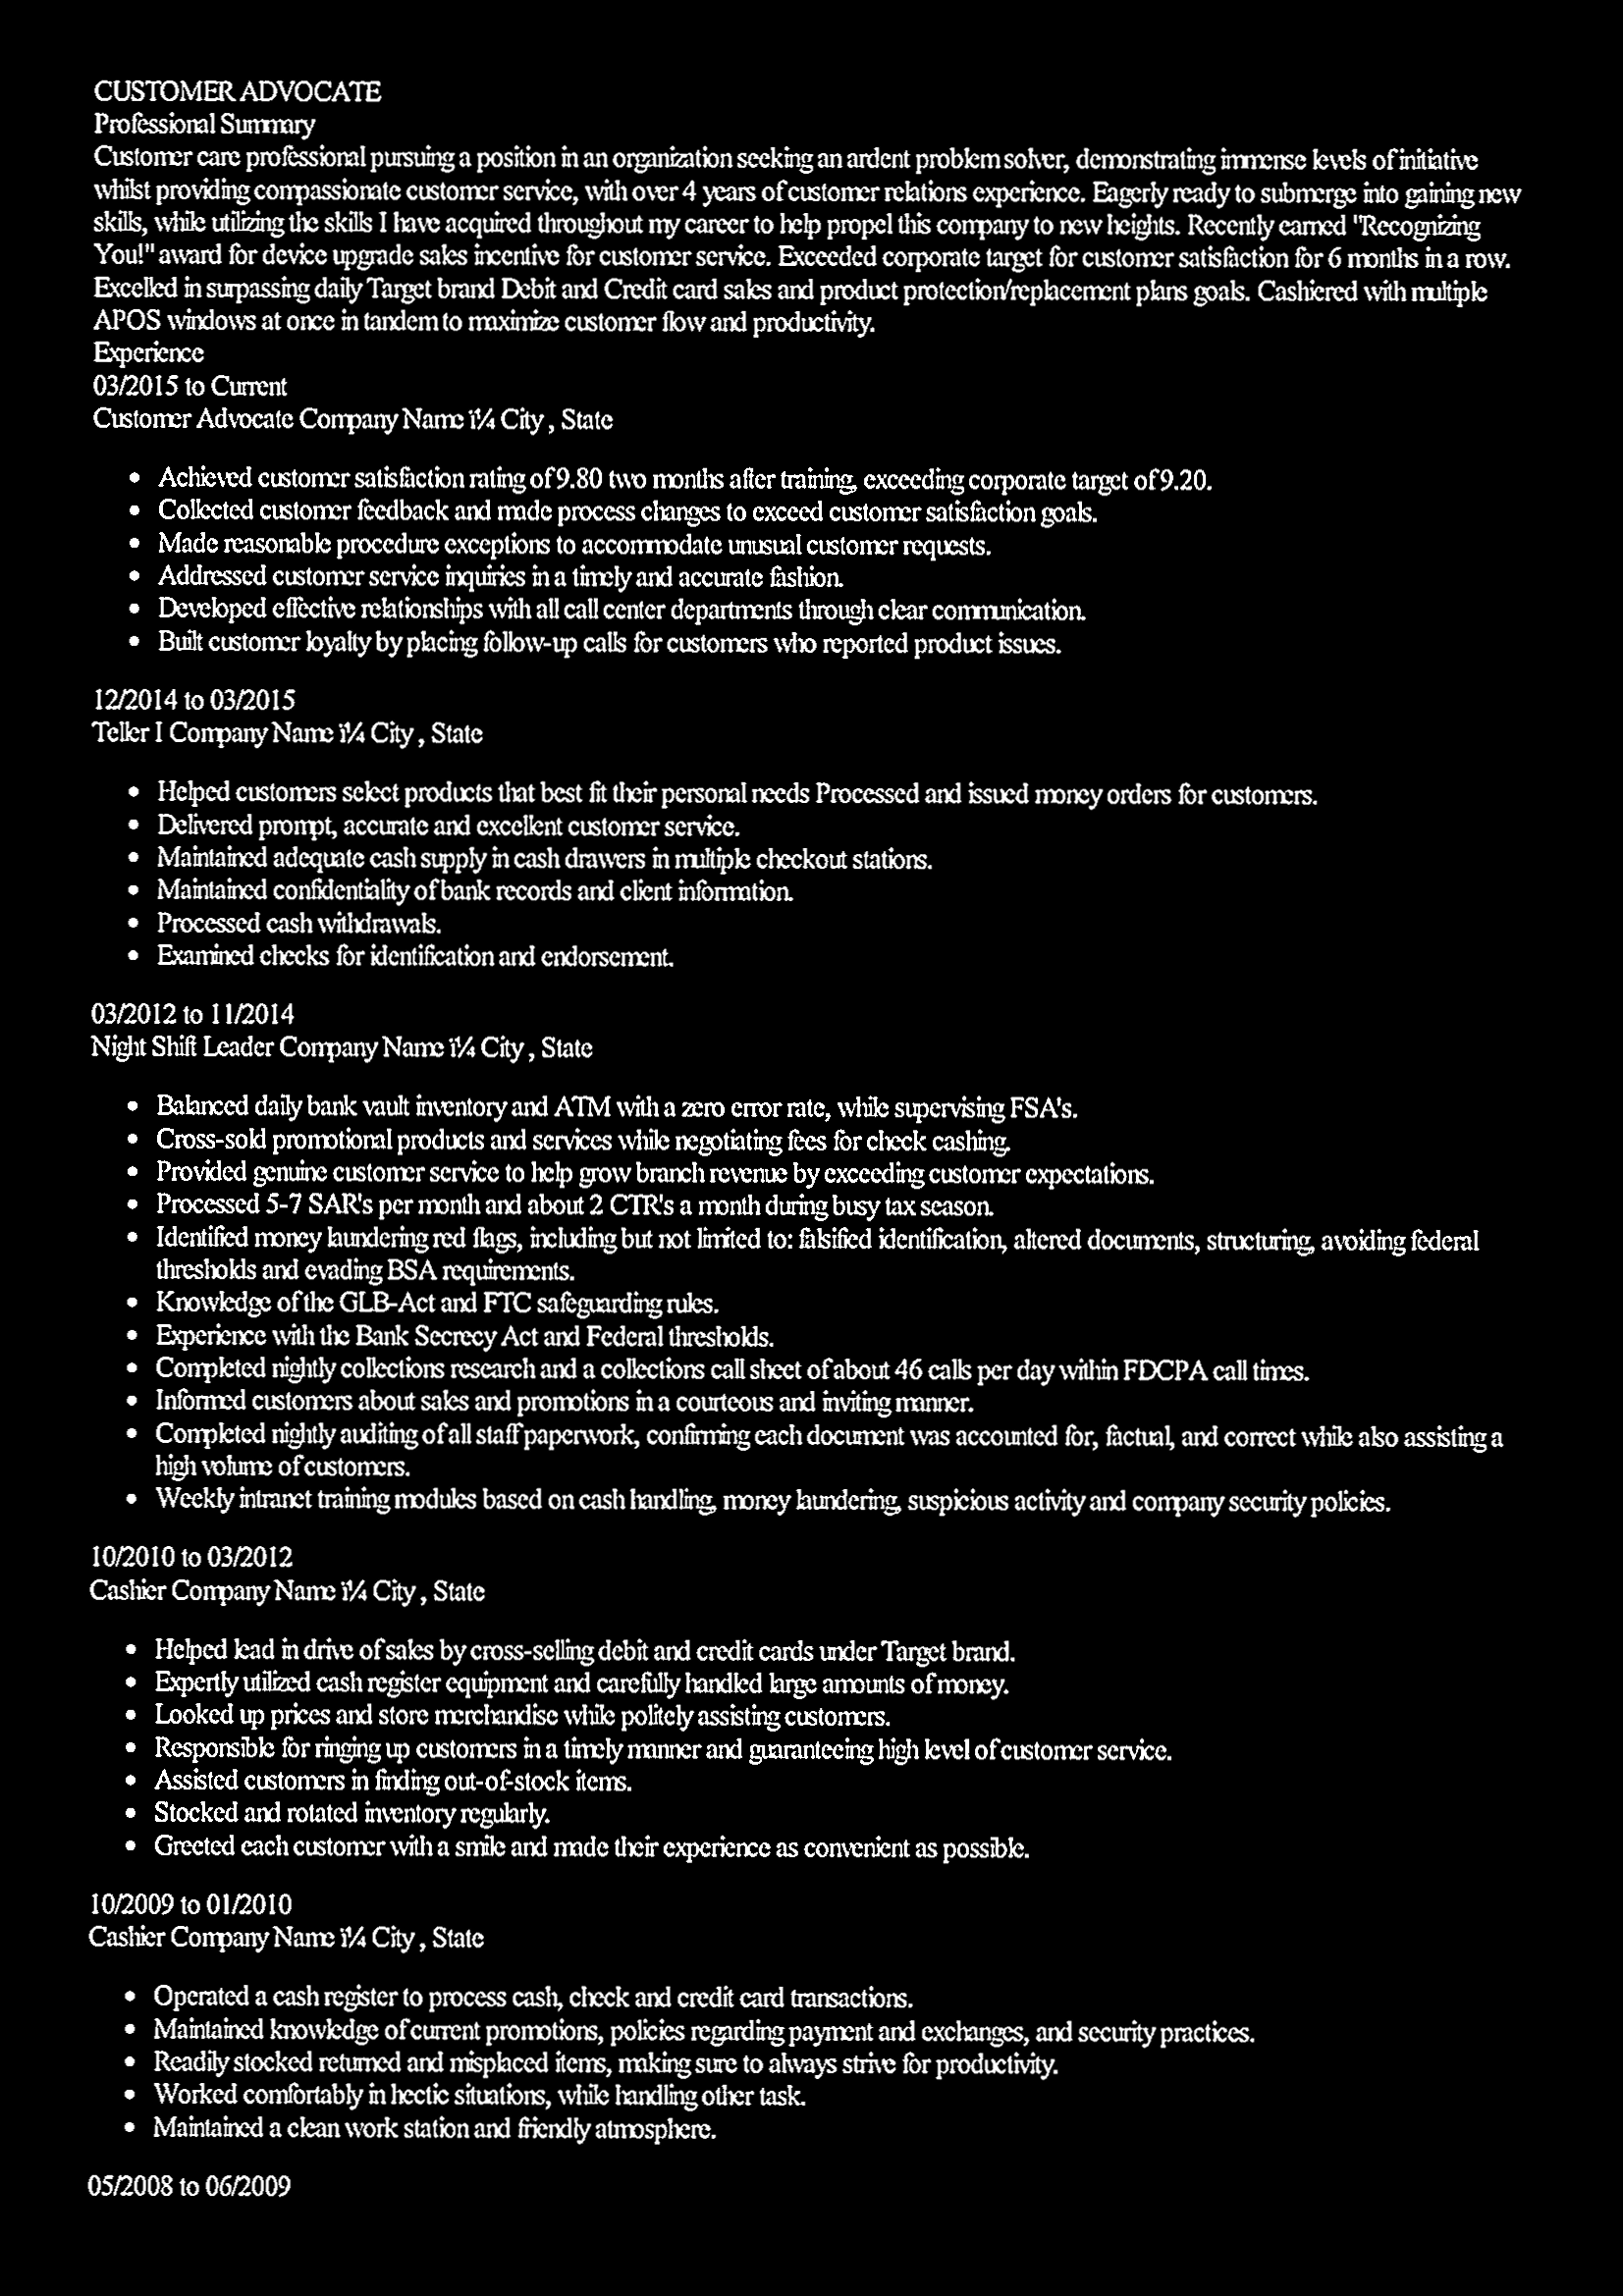 CUSTOMER ADVOCATE
Professional Summary
Customer care professional pursuing a position in an organization seeking an ardent problem solver, demonstrating immense levels of initiative
whilst providing compassionate customer service, with over 4 years of customer relations experience. Eagerly ready to submerge into gaining new
skills, while utilizing the skills I have acquired throughout my career to help propel this company to new heights. Recently earned "Recognizing
You!" award for device upgrade sales incentive for customer service. Exceeded corporate target for customer satisfaction for 6 months in a row.
Excelled in surpassing daily Target brand Debit and Credit card sales and product protection/replacement plans goals. Cashiered with multiple
APOS windows at once in tandem to maximize customer flow and productivity.
Experience
03/2015 to Current
Customer Advocate Company Name ï¼ City , State
• Achieved customer satisfaction rating of 9.80 two months after training, exceeding corporate target of 9.20.
• Collected customer feedback and made process changes to exceed customer satisfaction goals.
• Made reasonable procedure exceptions to accommodate unusual customer requests.
• Addressed customer service inquiries in a timely and accurate fashion.
• Developed effective relationships with all call center departments through clear communication.
• Built customer loyalty by placing follow-up calls for customers who reported product issues.
12/2014 to 03/2015
Teller I Company Name ï¼ City , State
• Helped customers select products that best fit their personal needs Processed and issued money orders for customers.
• Delivered prompt, accurate and excellent customer service.
• Maintained adequate cash supply in cash drawers in multiple checkout stations.
• Maintained confidentiality of bank records and client information.
• Processed cash withdrawals.
• Examined checks for identification and endorsement.
03/2012 to 11/2014
Night Shift Leader Company Name ï¼ City , State
• Balanced daily bank vault inventory and ATM with a zero error rate, while supervising FSA's.
• Cross-sold promotional products and services while negotiating fees for check cashing.
• Provided genuine customer service to help grow branch revenue by exceeding customer expectations.
• Processed 5-7 SAR's per month and about 2 CTR's a month during busy tax season.
• Identified money laundering red flags, including but not limited to: falsified identification, altered documents, structuring, avoiding federal
thresholds and evading BSA requirements.
• Knowledge of the GLB-Act and FTC safeguarding rules.
• Experience with the Bank Secrecy Act and Federal thresholds.
• Completed nightly collections research and a collections call sheet of about 46 calls per day within FDCPA call times.
• Informed customers about sales and promotions in a courteous and inviting manner.
• Completed nightly auditing of all staff paperwork, confirming each document was accounted for, factual, and correct while also assisting a
high volume of customers.
• Weekly intranet training modules based on cash handling, money laundering, suspicious activity and company security policies.
10/2010 to 03/2012
Cashier Company Name ï¼ City , State
• Helped lead in drive of sales by cross-selling debit and credit cards under Target brand.
• Expertly utilized cash register equipment and carefully handled large amounts of money.
• Looked up prices and store merchandise while politely assisting customers.
• Responsible for ringing up customers in a timely manner and guaranteeing high level of customer service.
• Assisted customers in finding out-of-stock items.
• Stocked and rotated inventory regularly.
• Greeted each customer with a smile and made their experience as convenient as possible.
10/2009 to 01/2010
Cashier Company Name ï¼ City , State
• Operated a cash register to process cash, check and credit card transactions.
• Maintained knowledge of current promotions, policies regarding payment and exchanges, and security practices.
• Readily stocked returned and misplaced items, making sure to always strive for productivity.
• Worked comfortably in hectic situations, while handling other task.
• Maintained a clean work station and friendly atmosphere.
05/2008 to 06/2009